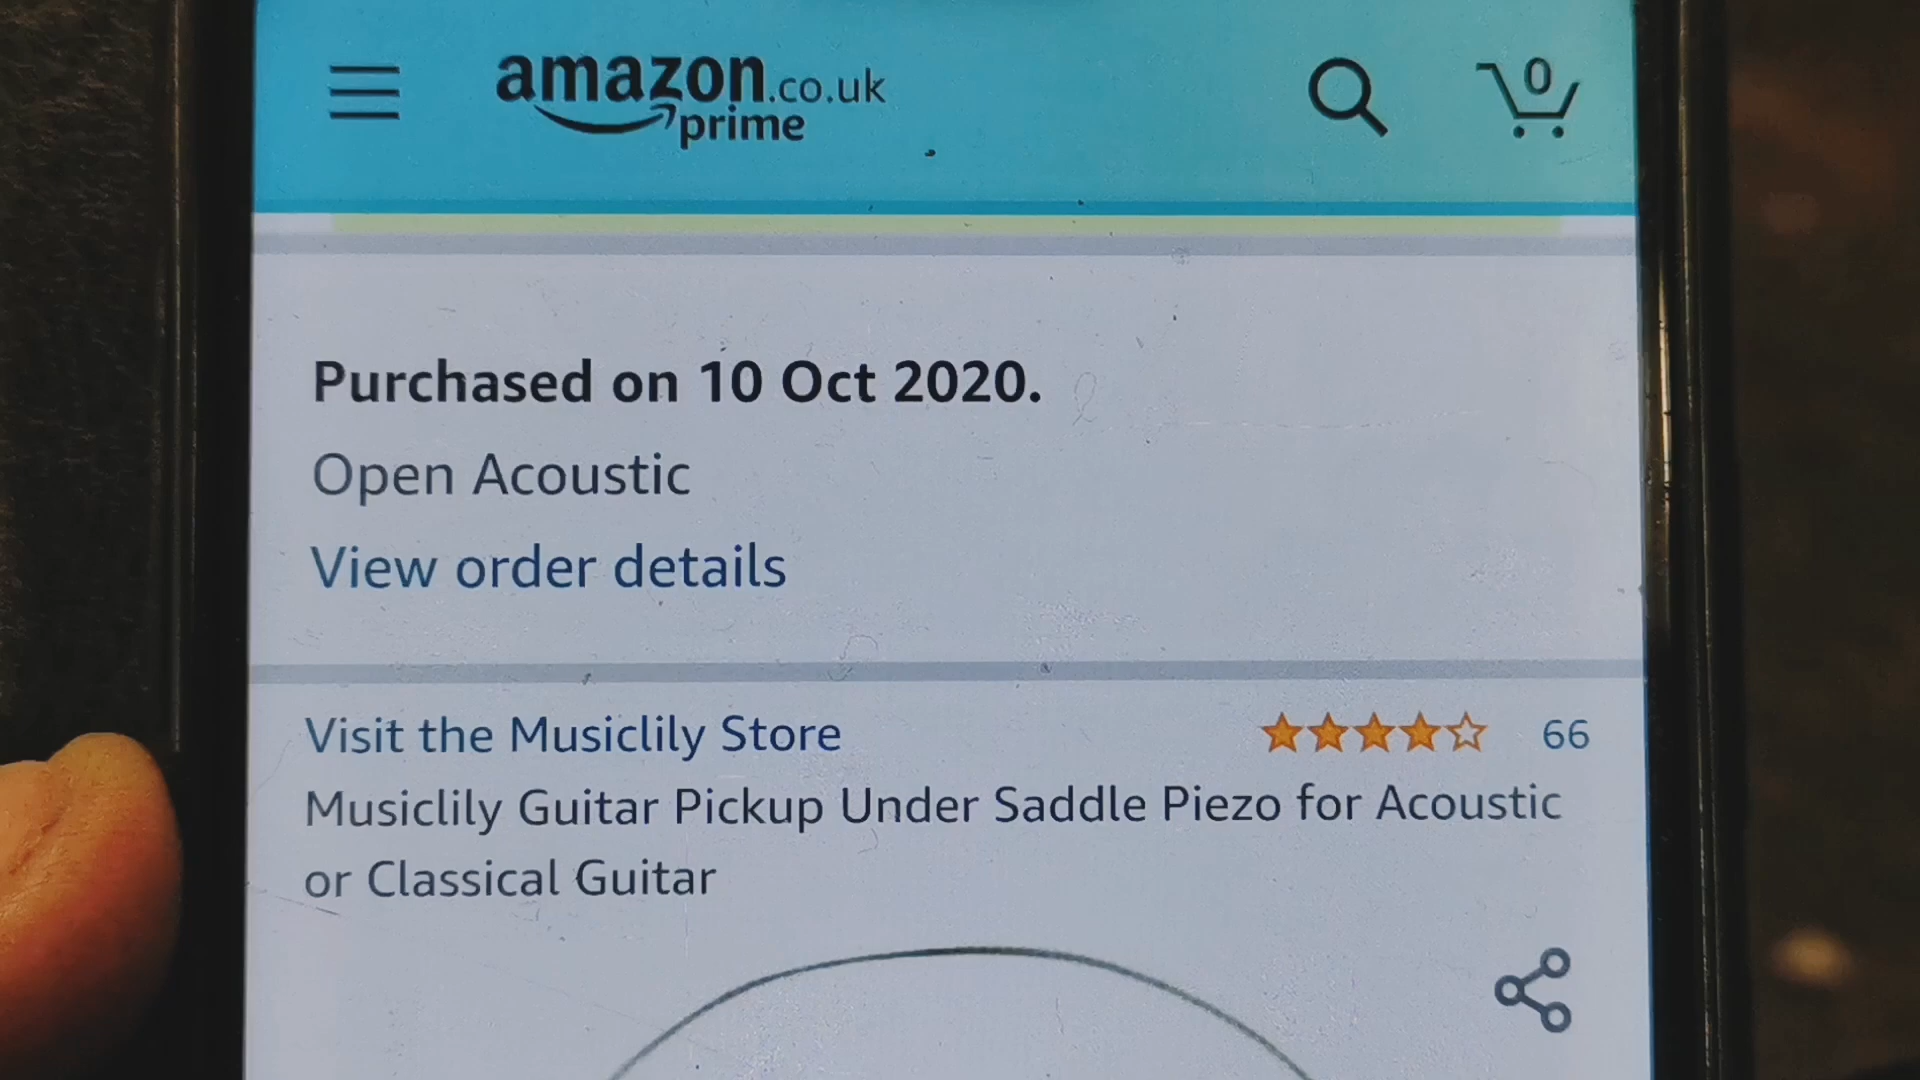 amazon.co.uk
prime
0
Purchased on 10 Oct 2020.
Open Acoustic
View order details
Visit the Musiclily Store 66
Musiclily Guitar Pickup Under Saddle Piezo for Acoustic
or Classical Guitar